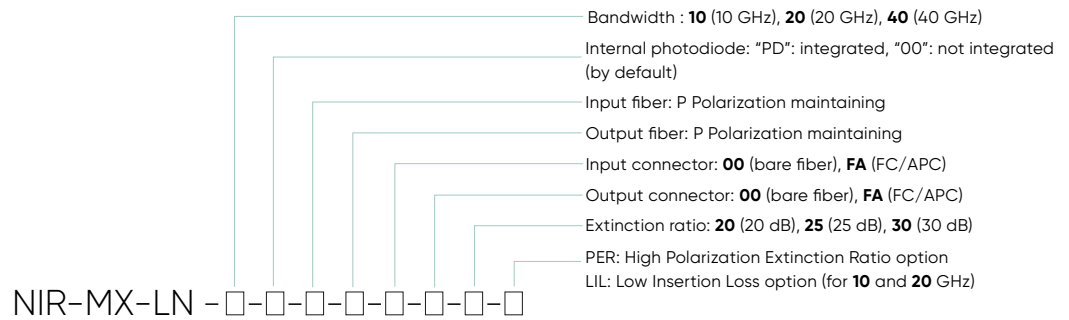 Bandwidth : 10 (10 GHz), 20 (20 GHz), 40 (40 GHz)
Internal photodiode: “PD”: integrated, “00”: not integrated
(by default)
Input fiber: P Polarization maintaining
Output fiber: P Polarization maintaining
Input connector: 00 (bare fiber), FA (FC/APC)
Output connector: 00 (bare fiber), FA (FC/APC)
Extinction ratio: 20 (20 dB), 25 (25 dB), 30 (30 dB)
PER: High Polarization Extinction Ratio option
LIL: Low Insertion Loss option (for 10 and 20 GHz)
NIR-MX-LN -□-□-□-□-□-□-□-□